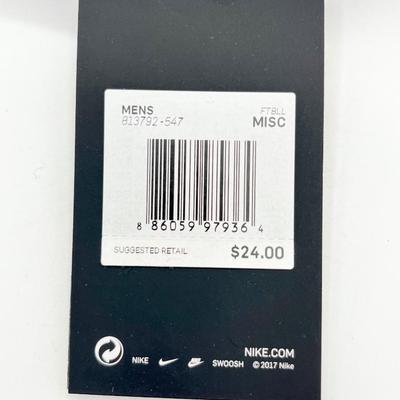 MENS FTBLL
813792-547 MISC
8 86059 97936 4
SUGGESTED RETAIL $24.00
NIKE.COM
NIKE SWOOSH © 2017 Nike